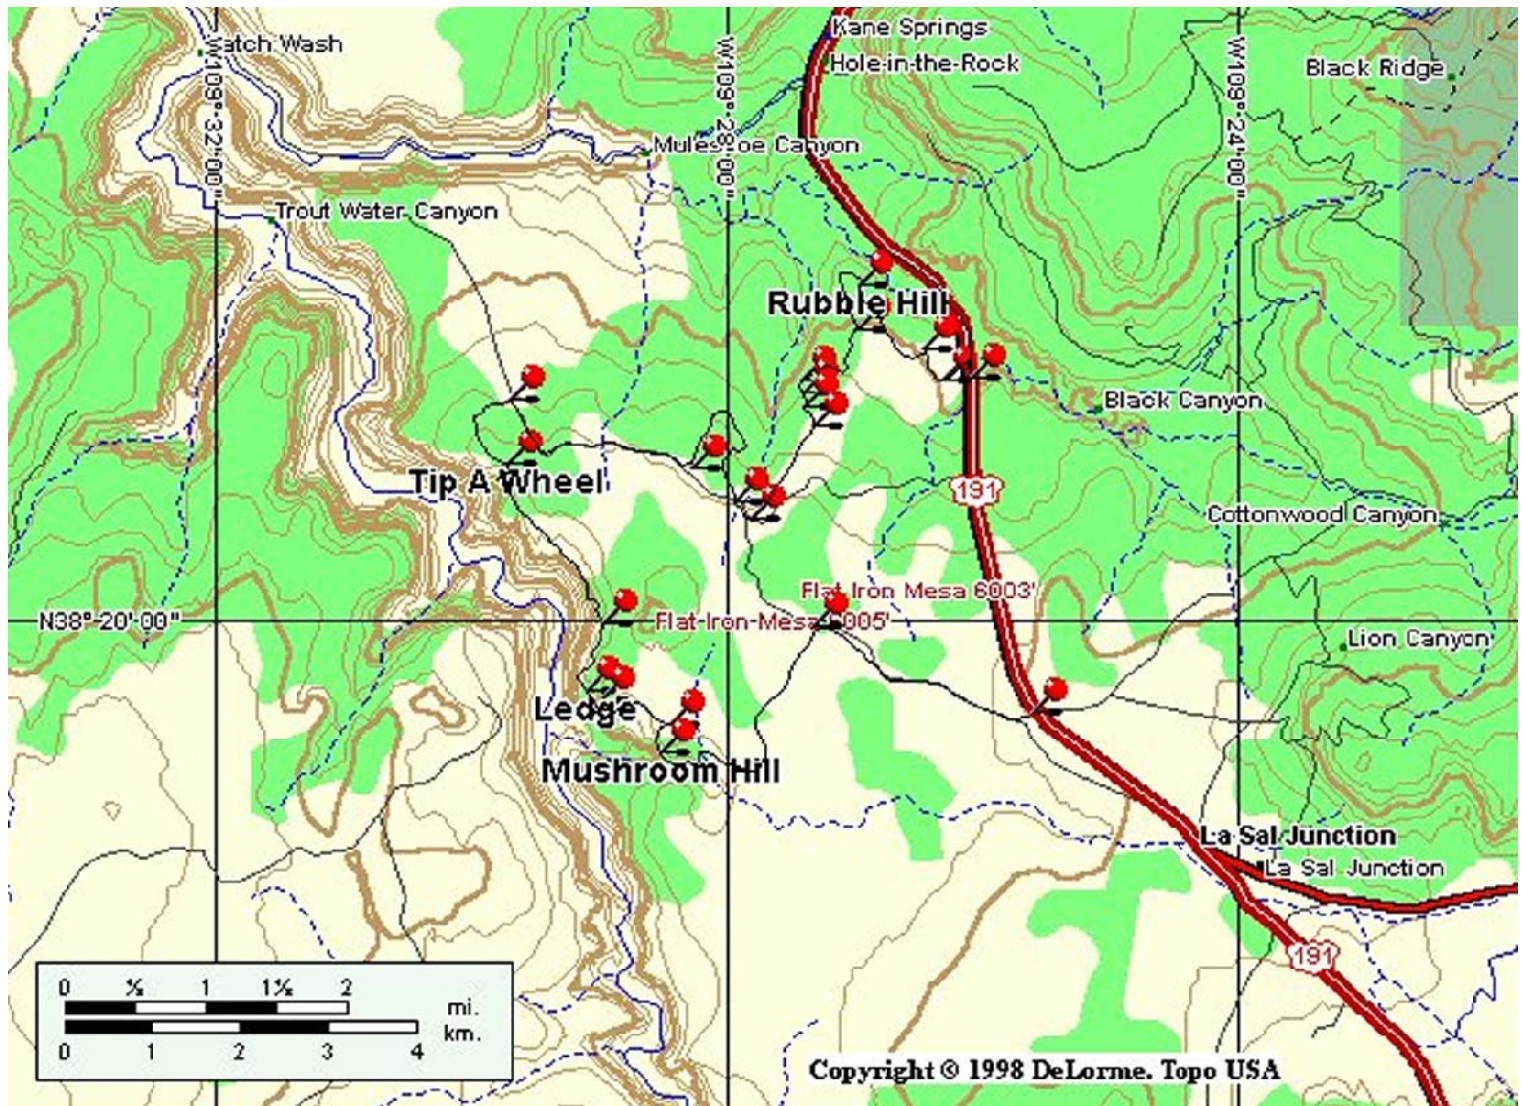 Kane Springs
Hole-in-the-Rock
Black Ridge
W109°32'00"
W109°28'00"
W109°24'00"
Canyon
Trout Water Canyon
Rubble Hill
Black Canyon
Tip A Wheel
191
Cottonwood Canyon
Flat Iron Mesa 6003'
N38°20'00"
Flat-Iron-Mesa
Lion Canyon
Ledge
Mushroom Hill
La Sal Junction
La Sal Junction
191
0 ½ 1 1½ 2 mi.
km.
0 1 2 3 4
Copyright © 1998 DeLorme. Topo USA